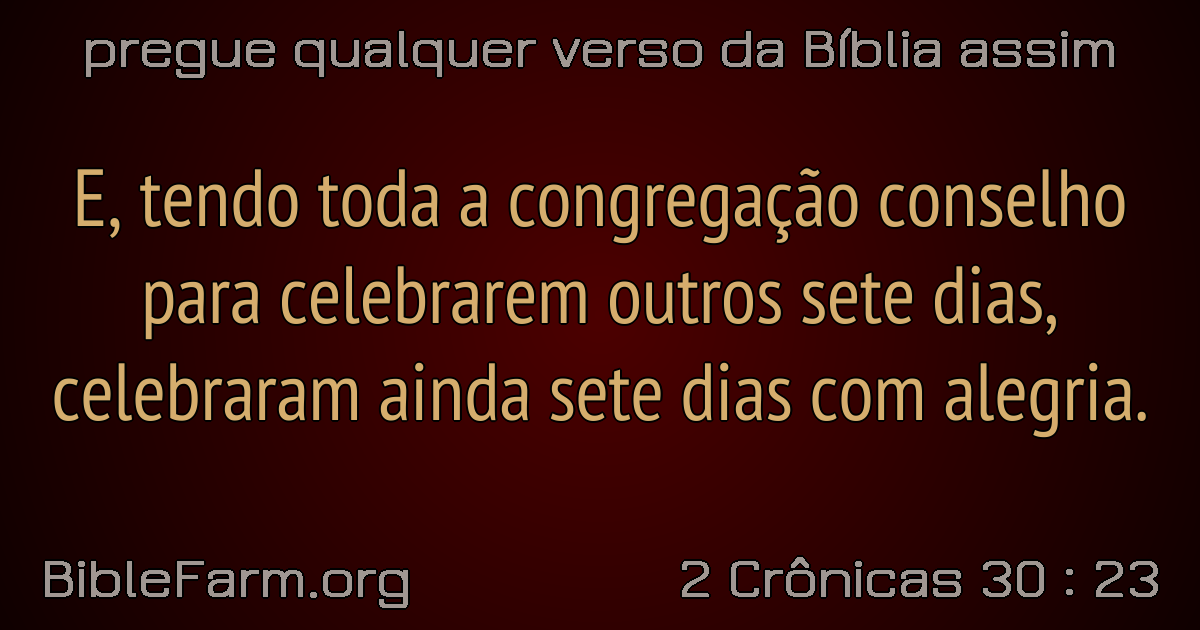 pregue qualquer verso da Bíblia assim
E, tendo toda a congregação conselho
para celebrarem outros sete dias,
celebraram ainda sete dias com alegria.
BibleFarm.org
2 Crônicas 30 : 23